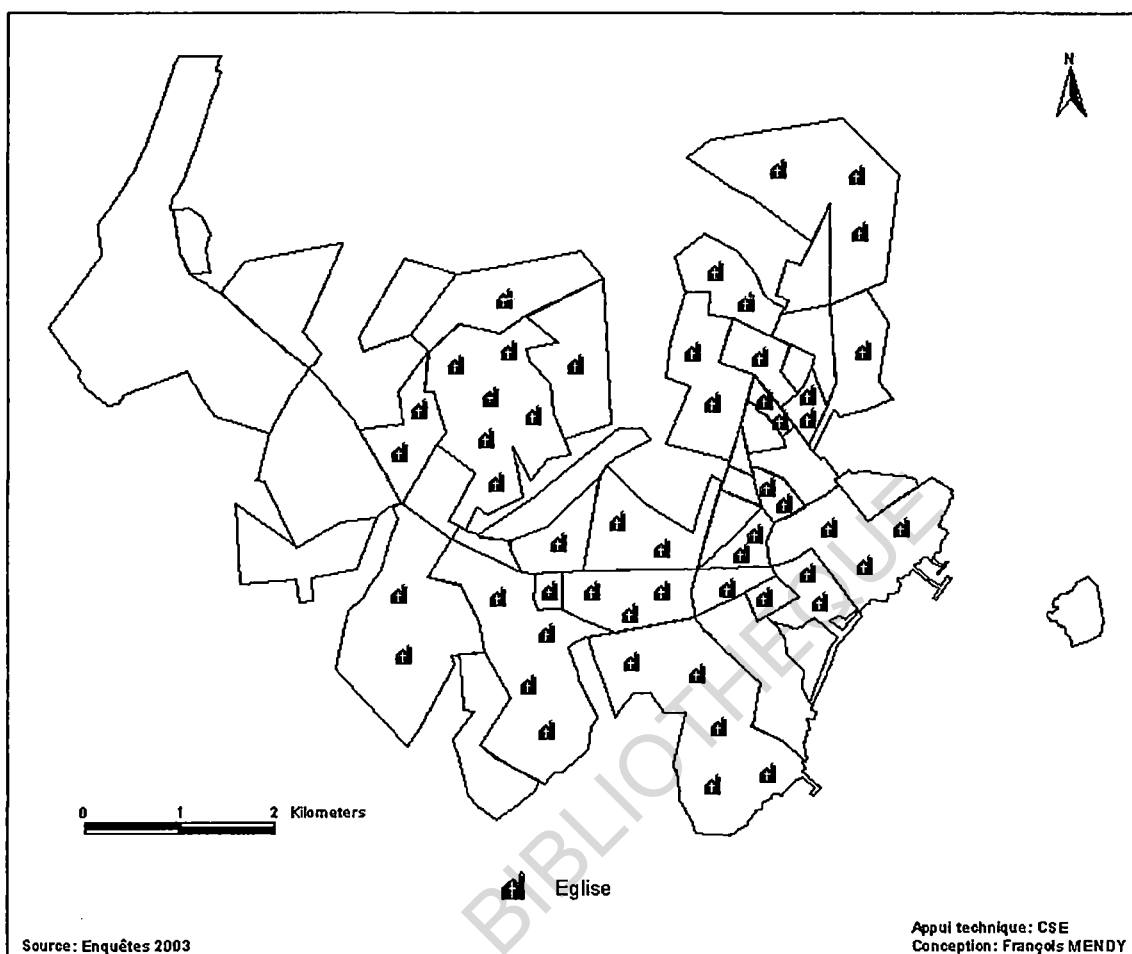 N
0 1 2 Kilometers
Eglise
BIBLIOTHEQUE
Source: Enquêtes 2003
Appui technique: CSE
Conception: François MENDY